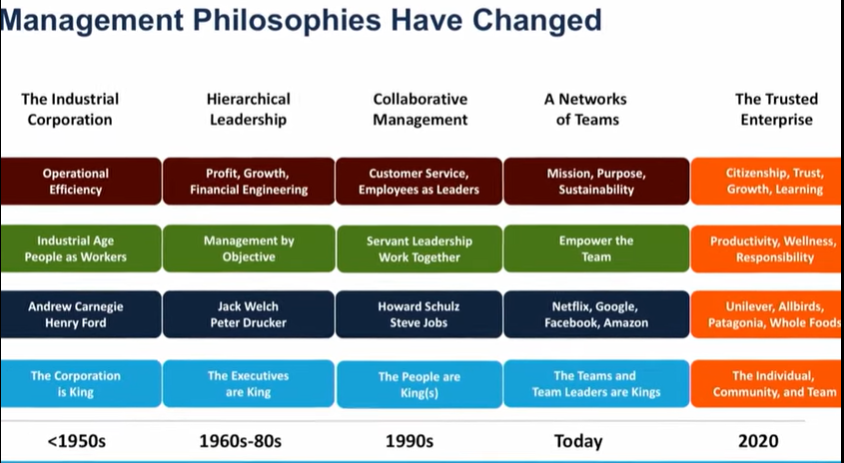 Management Philosophies Have Changed
The Industrial
Corporation
Hierarchical
Leadership
Collaborative
Management
A Networks
of Teams
The Trusted
Enterprise
Operational
Efficiency
Profit, Growth,
Financial Engineering
Customer Service,
Employees as Leaders
Mission, Purpose,
Sustainability
Citizenship, Trust,
Growth, Learning
Industrial Age
People as Workers
Management by
Objective
Servant Leadership
Work Together
Empower the
Team
Productivity, Wellness,
Responsibility
Andrew Carnegie
Henry Ford
Jack Welch
Peter Drucker
Howard Schulz
Steve Jobs
Netflix, Google,
Facebook, Amazon
Unilever, Allbirds,
Patagonia, Whole Foods
The Corporation
is King
The Executives
are King
The People are
King(s)
The Teams and
Team Leaders are Kings
The Individual,
Community, and Team
<1950s
1960s-80s
1990s
Today
2020